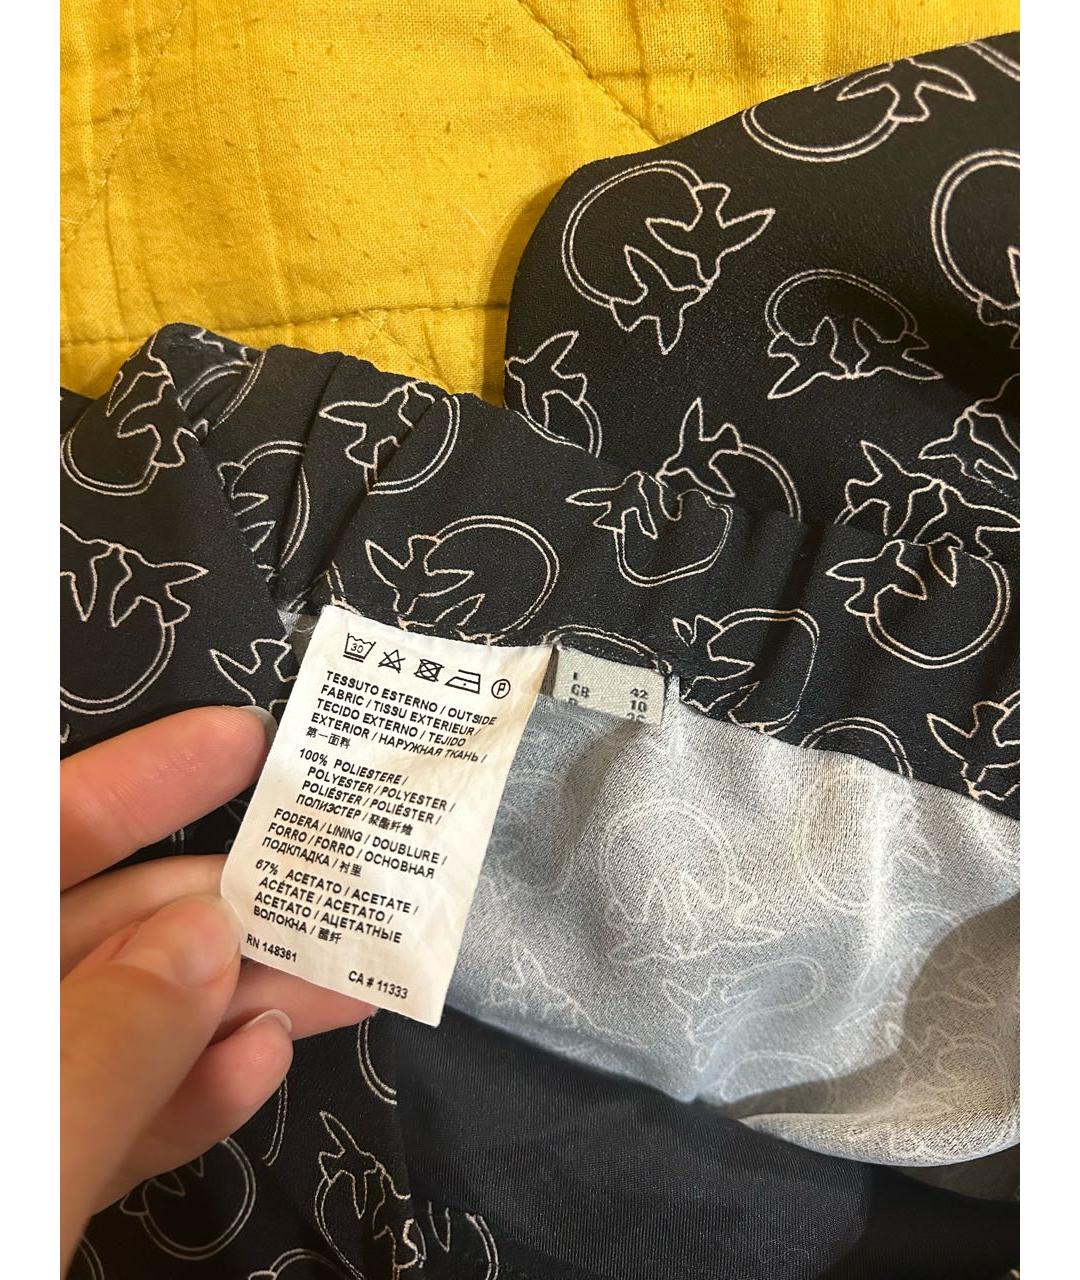 30
P
TESSUTO ESTERNO / OUTSIDE
FABRIC / TISSU EXTERIEUR /
TECIDO EXTERNO / TEJIDO
EXTERIOR / НАРУЖНАЯ ТКАНЬ /
第一面料
100% POLIESTERE /
POLYESTER / POLYESTER /
POLIÉSTER / POLIÉSTER /
ПОЛИЭСТЕР / 聚酯纤维
FODERA / LINING / DOUBLURE /
FORRO / FORRO / ОСНОВНАЯ
ПОДКЛАДКА / 衬里
67% ACETATO / ACETATE /
ACÉTATE / ACETATO /
ACETATO / АЦЕТАТНЫЕ
ВОЛОКНА / 醋纤
RN 148361
CA # 11333
I 42
GB 10